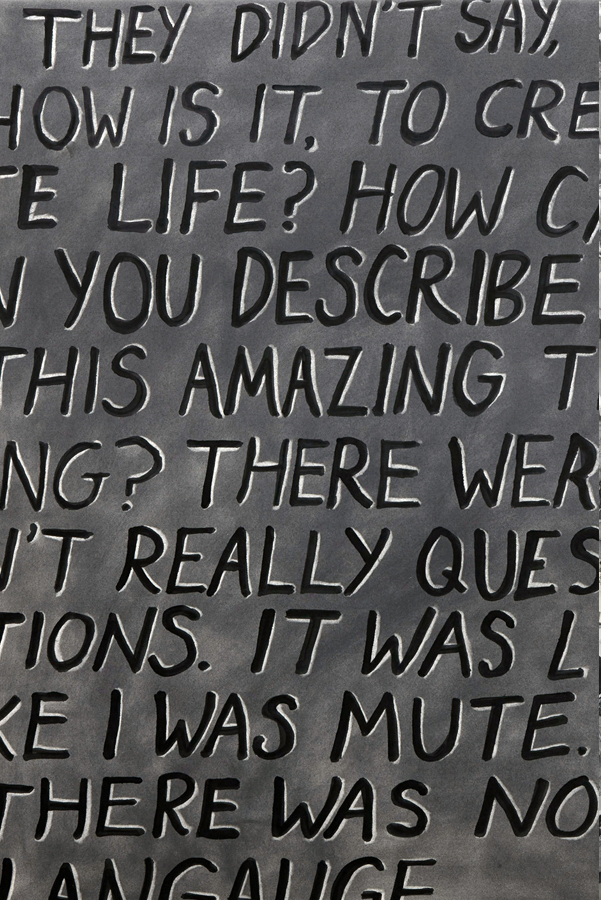 THEY DIDN'T SAY,
HOW IS IT, TO CRE
TE LIFE? HOW CA
N YOU DESCRIBE
THIS AMAZING T
NG? THERE WER
N'T REALLY QUES
TIONS. IT WAS L
KE I WAS MUTE.
THERE WAS NO
LANGAUGE